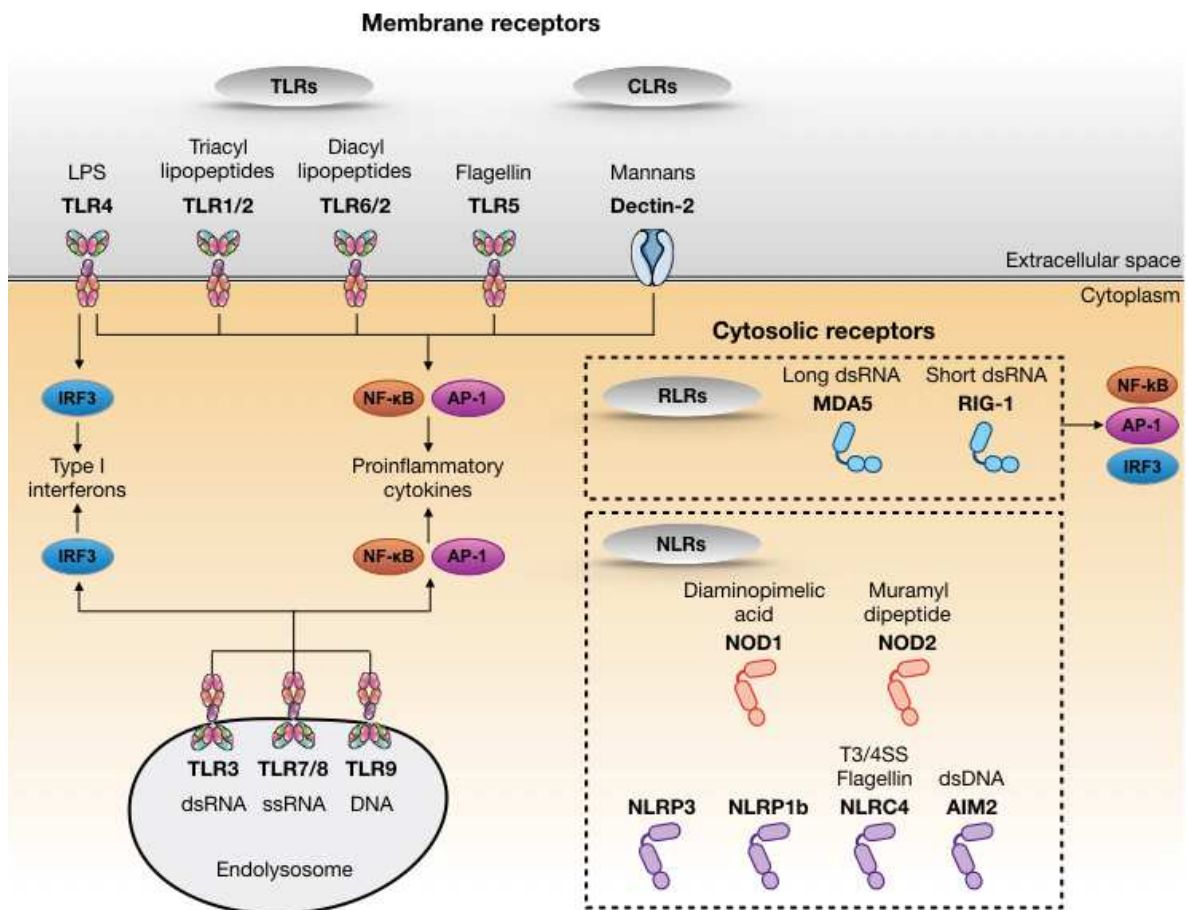 Membrane receptors
TLRs
CLRs
LPS
TLR4
Triacyl
lipopeptides
TLR1/2
Diacyl
lipopeptides
TLR6/2
Flagellin
TLR5
Mannans
Dectin-2
Extracellular space
Cytoplasm
IRF3
Type I
interferons
IRF3
NF-κB
AP-1
Proinflammatory
cytokines
NF-κB
AP-1
TLR3
dsRNA
TLR7/8
ssRNA
TLR9
DNA
Endolysosome
Cytosolic receptors
RLRs
Long dsRNA
MDA5
Short dsRNA
RIG-1
NF-kB
AP-1
IRF3
NLRs
Diaminopimelic
acid
NOD1
Muramyl
dipeptide
NOD2
NLRP3
NLRP1b
T3/4SS
Flagellin
NLRC4
dsDNA
AIM2